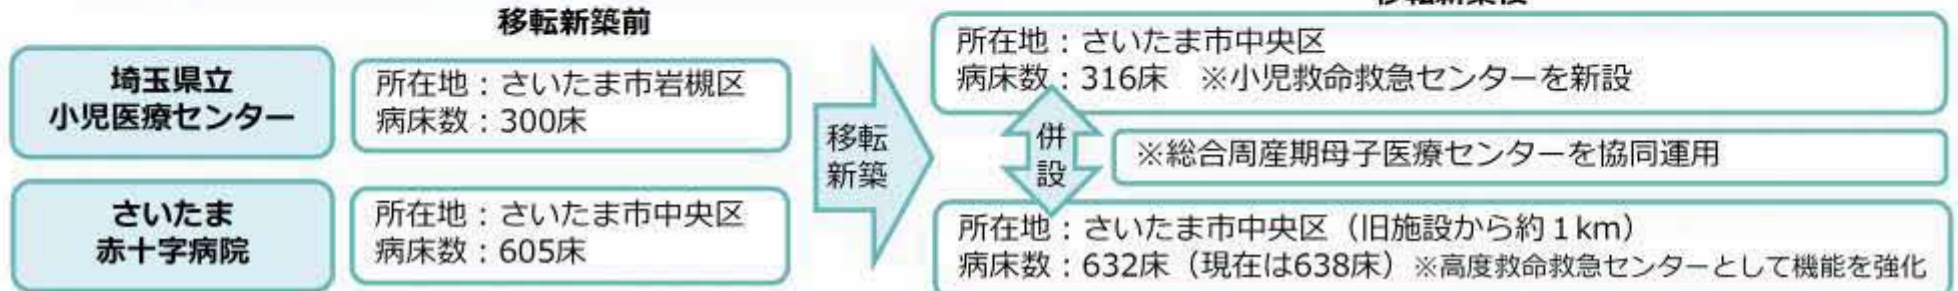 移転新築前
埼玉県立
小児医療センター
所在地：さいたま市岩槻区
病床数：300床
さいたま
赤十字病院
所在地：さいたま市中央区
病床数：605床
移転
新築
所在地：さいたま市中央区
病床数：316床　※小児救命救急センターを新設
併
設
※総合周産期母子医療センターを協同運用
所在地：さいたま市中央区（旧施設から約１km）
病床数：632床（現在は638床）※高度救命救急センターとして機能を強化